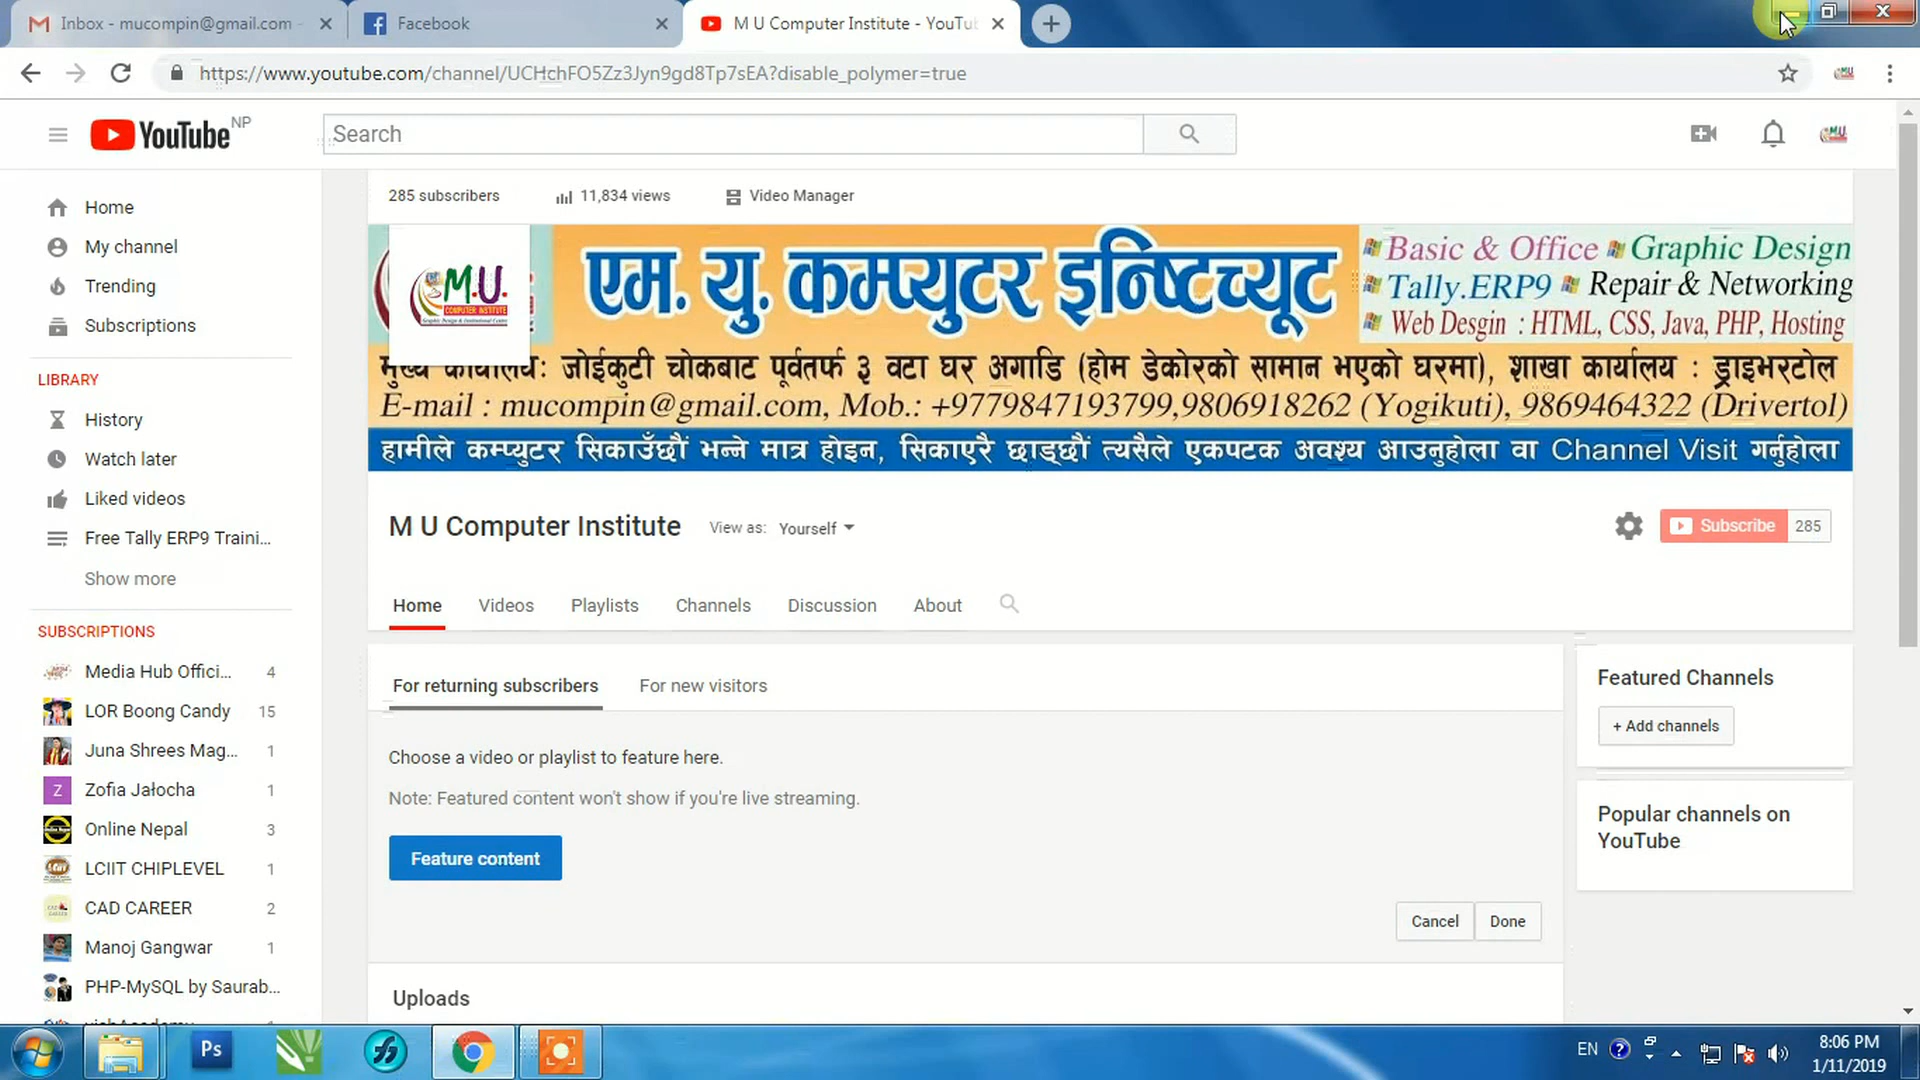 Inbox - mucompin@gmail.com -
Facebook
M U Computer Institute - YouTu
https://www.youtube.com/channel/UCHchFO5Zz3Jyn9gd8Tp7sEA?disable_polymer=true
YouTube NP
Search
Home
My channel
Trending
Subscriptions
LIBRARY
History
Watch later
Liked videos
Free Tally ERP9 Traini...
Show more
SUBSCRIPTIONS
Media Hub Offici... 4
LOR Boong Candy 15
Juna Shrees Mag... 1
Z Zofia Jałocha 1
Online Nepal 3
LCIIT CHIPLEVEL 1
CAD CAREER 2
Manoj Gangwar 1
PHP-MySQL by Saurab...
285 subscribers 11,834 views Video Manager
M.U.
COMPUTER INSTITUTE
एम. यु. कम्प्युटर इन्ष्टिच्यूट
Basic & Office Graphic Design
Tally.ERP9 Repair & Networking
Web Desgin : HTML, CSS, Java, PHP, Hosting
मुख्य कार्यालय: जोईकुटी चोकबाट पूर्वतर्फ ३ वटा घर अगाडि (होम डेकोरको सामान भएको घरमा), शाखा कार्यालय : ड्राइभरटोल
E-mail : mucompin@gmail.com, Mob.: +9779847193799,9806918262 (Yogikuti), 9869464322 (Drivertol)
हामीले कम्प्युटर सिकाउँछौं भन्ने मात्र होइन, सिकाएरै छाड्छौं त्यसैले एकपटक अवश्य आउनुहोला वा Channel Visit गर्नुहोला
M U Computer Institute View as: Yourself
Subscribe 285
Home Videos Playlists Channels Discussion About
For returning subscribers For new visitors
Choose a video or playlist to feature here.
Note: Featured content won't show if you're live streaming.
Feature content
Cancel Done
Uploads
Featured Channels
+ Add channels
Popular channels on
YouTube
Ps
EN
8:06 PM
1/11/2019